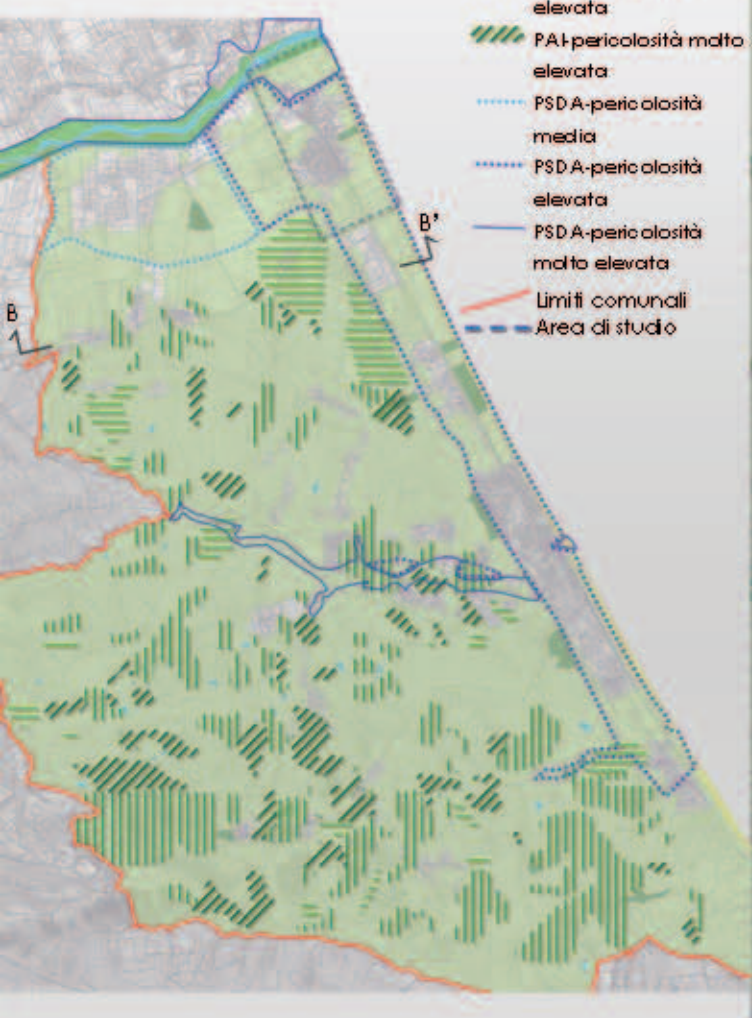 elevata
PAI-pericolosità molto
elevata
PSDA-pericolosità
media
PSDA-pericolosità
elevata
PSDA-pericolosità
molto elevata
Limiti comunali
Area di studio
B'
B